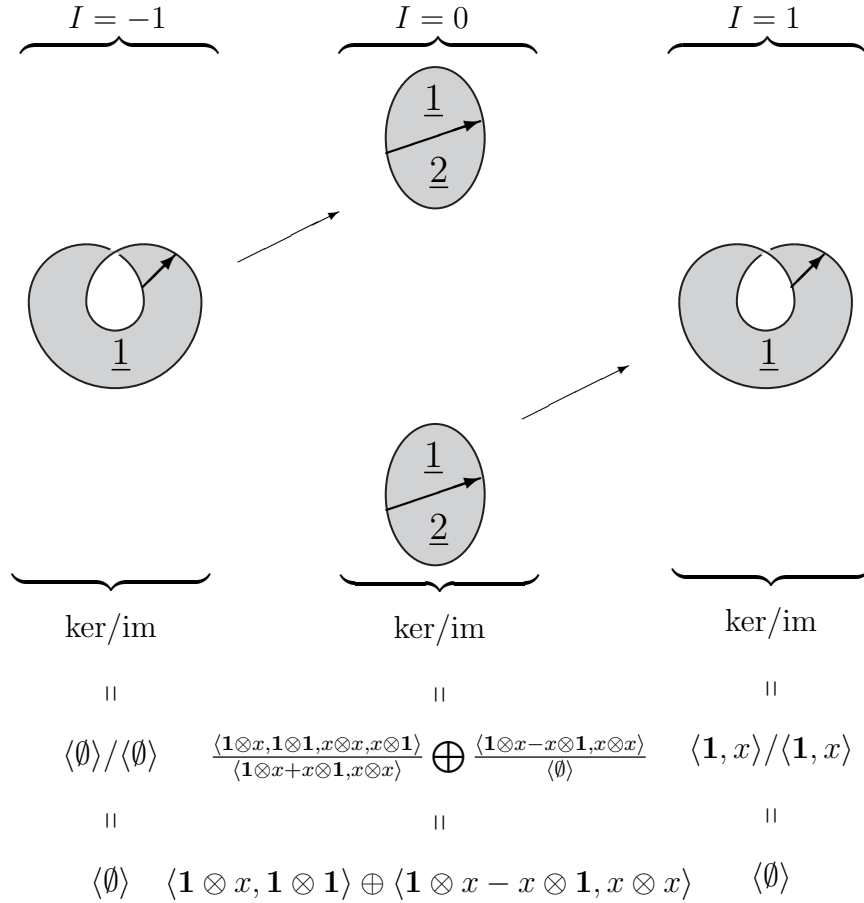 I = −1 I = 0 I = 1
1
2
1 1
1
2
ker/im ker/im ker/im
= = =
⟨∅⟩/⟨∅⟩ ⟨𝟏⊗x,𝟏⊗𝟏,x⊗x,x⊗𝟏⟩/⟨𝟏⊗x+x⊗𝟏,x⊗x⟩ ⊕ ⟨𝟏⊗x−x⊗𝟏,x⊗x⟩/⟨∅⟩ ⟨𝟏, x⟩/⟨𝟏, x⟩
= = =
⟨∅⟩ ⟨𝟏 ⊗ x, 𝟏 ⊗ 𝟏⟩ ⊕ ⟨𝟏 ⊗ x − x ⊗ 𝟏, x ⊗ x⟩ ⟨∅⟩